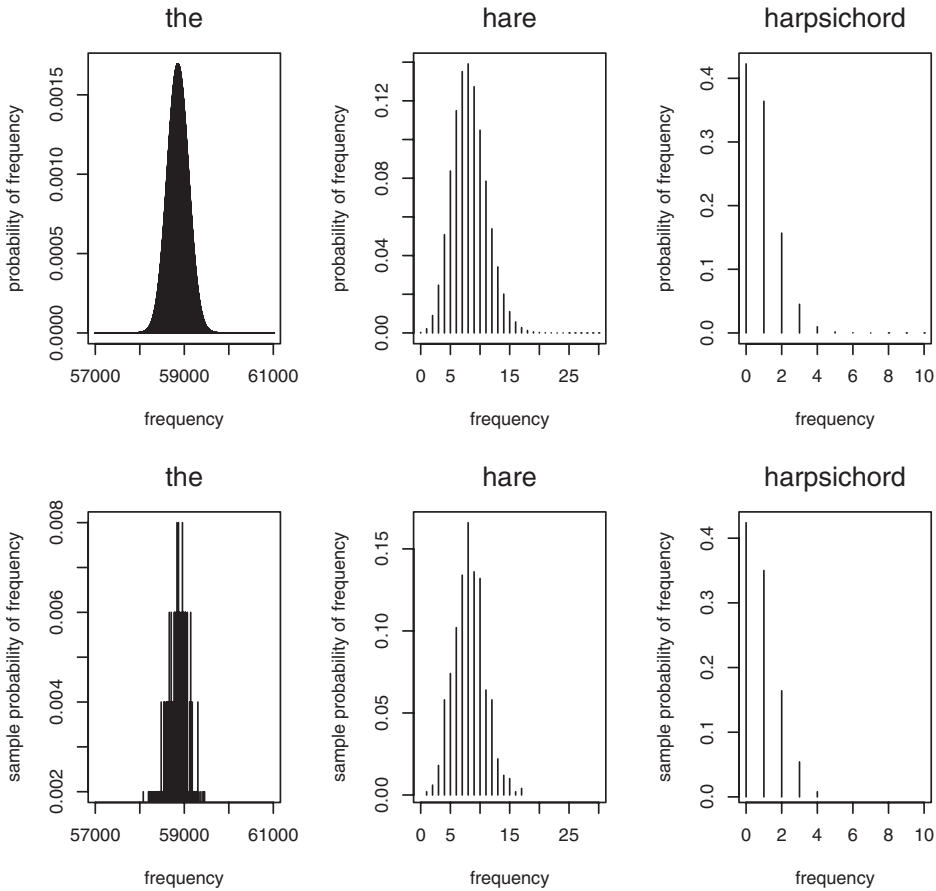 the
probability of frequency
0.0000 0.0005 0.0010 0.0015
57000 59000 61000
frequency
hare
probability of frequency
0.00 0.04 0.08 0.12
0 5 15 25
frequency
harpsichord
probability of frequency
0.0 0.1 0.2 0.3 0.4
0 2 4 6 8 10
frequency
the
sample probability of frequency
0.002 0.004 0.006 0.008
57000 59000 61000
frequency
hare
sample probability of frequency
0.00 0.05 0.10 0.15
0 5 15 25
frequency
harpsichord
sample probability of frequency
0.0 0.1 0.2 0.3 0.4
0 2 4 6 8 10
frequency